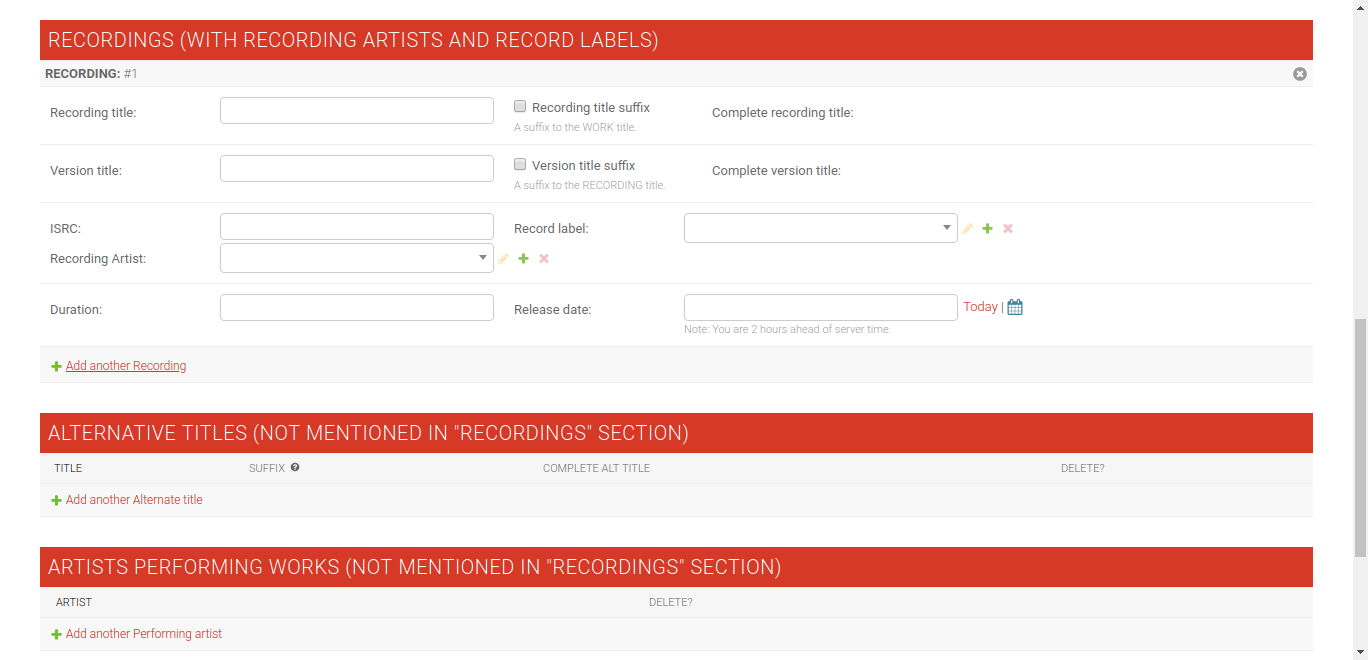 RECORDINGS (WITH RECORDING ARTISTS AND RECORD LABELS)
RECORDING: #1
Recording title:
Recording title suffix
Complete recording title:
A suffix to the WORK title.
Version title:
Version title suffix
Complete version title:
A suffix to the RECORDING title.
ISRC:
Record label:
Recording Artist:
Duration:
Release date:
Today |
Note: You are 2 hours ahead of server time.
Add another Recording
ALTERNATIVE TITLES (NOT MENTIONED IN "RECORDINGS" SECTION)
TITLE SUFFIX ? COMPLETE ALT TITLE DELETE?
Add another Alternate title
ARTISTS PERFORMING WORKS (NOT MENTIONED IN "RECORDINGS" SECTION)
ARTIST DELETE?
Add another Performing artist